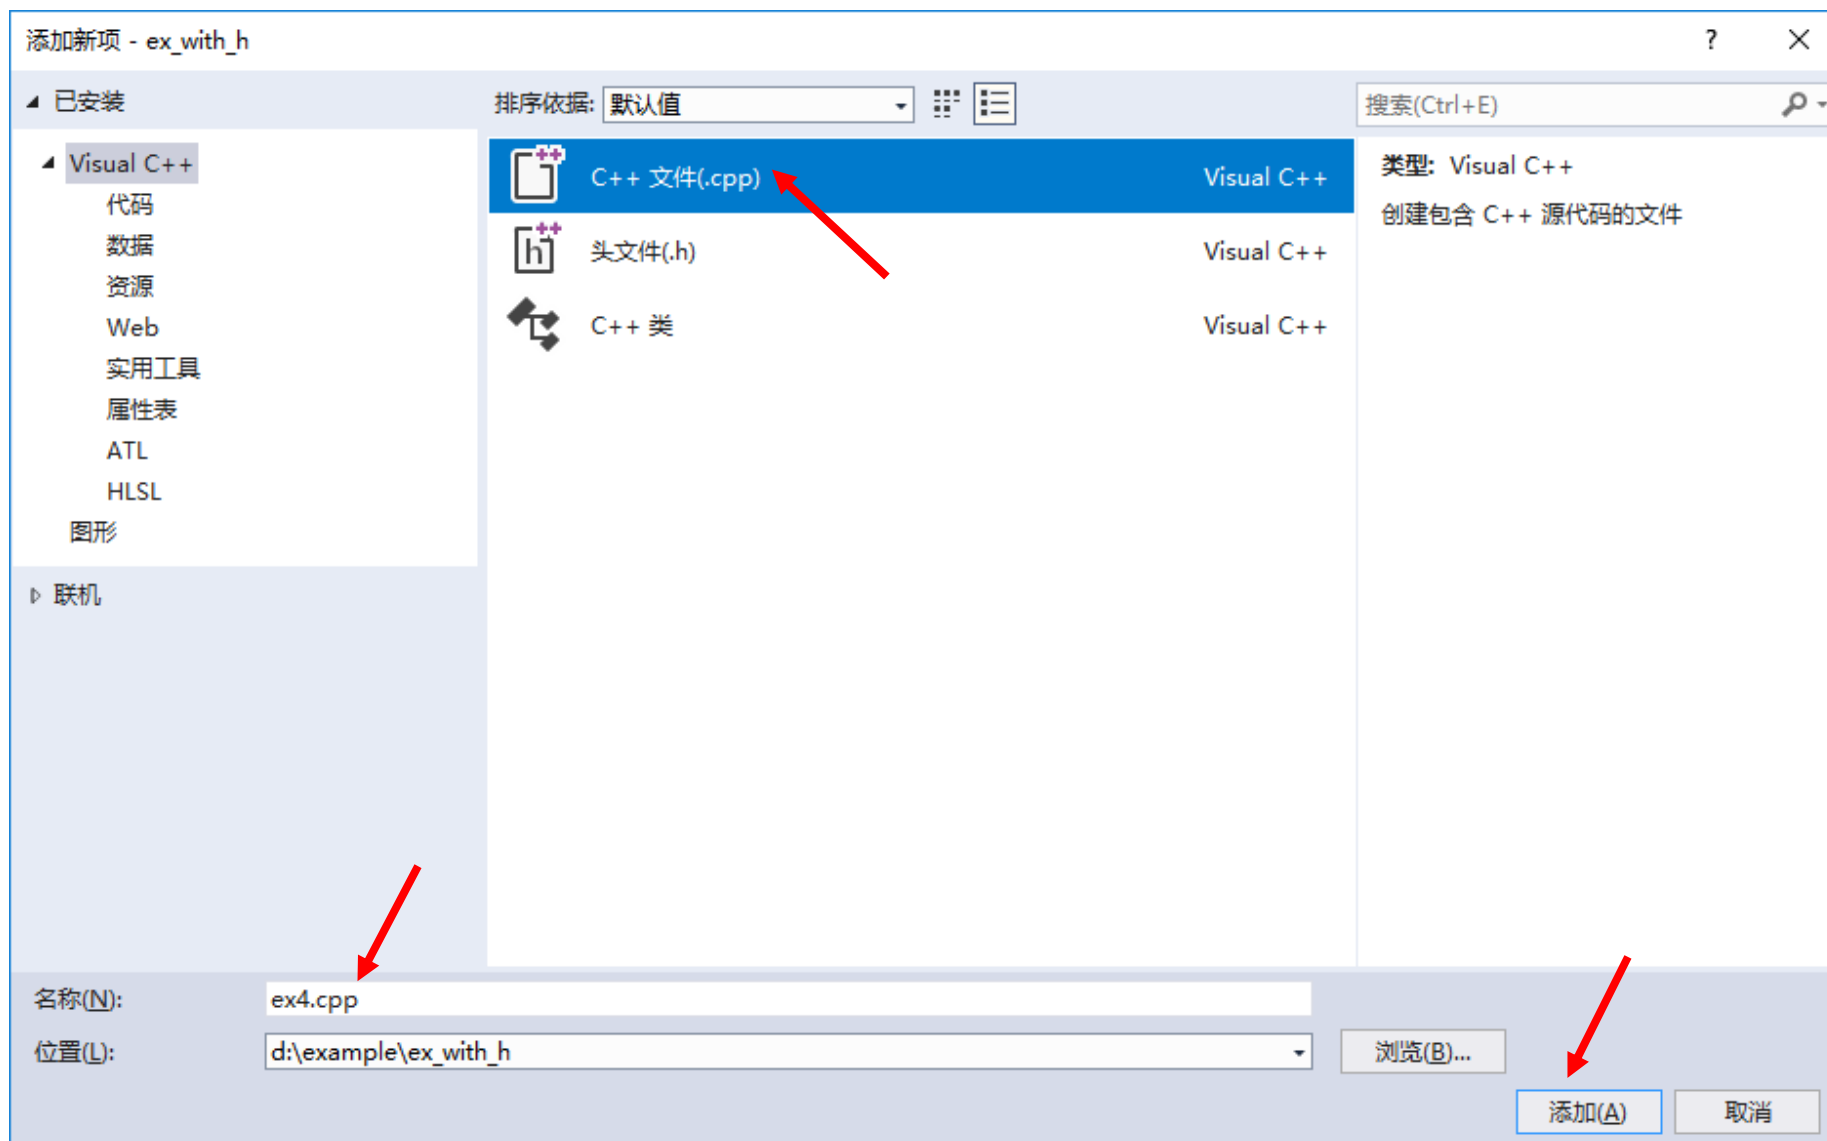 添加新项 - ex_with_h
已安装
排序依据: 默认值
搜索(Ctrl+E)
Visual C++
代码
数据
资源
Web
实用工具
属性表
ATL
HLSL
图形
联机
C++ 文件(.cpp) Visual C++
头文件(.h) Visual C++
C++ 类 Visual C++
类型: Visual C++
创建包含 C++ 源代码的文件
名称(N): ex4.cpp
位置(L): d:\example\ex_with_h 浏览(B)...
添加(A) 取消